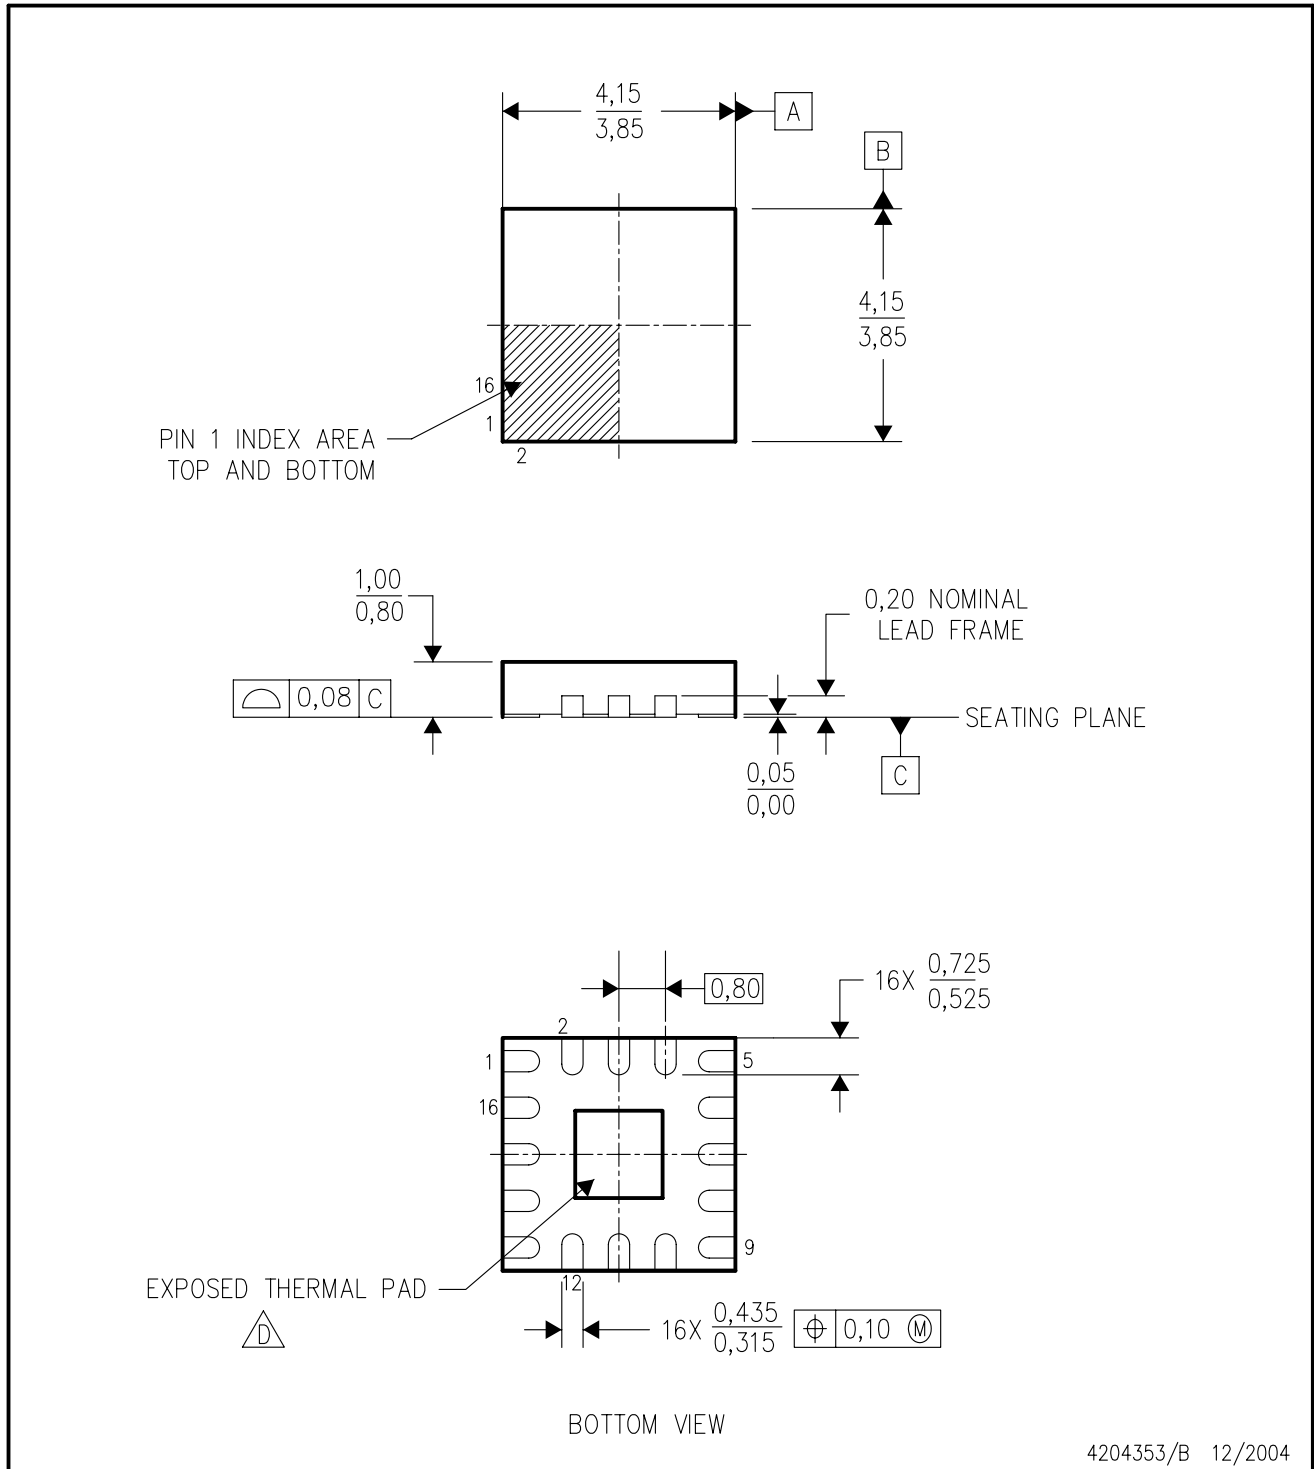 4,15
3,85
A
B
4,15
3,85
16
1
2
PIN 1 INDEX AREA
TOP AND BOTTOM
1,00
0,80
0,20 NOMINAL
LEAD FRAME
0,08 C
SEATING PLANE
0,05
0,00
C
0,80
16X 0,725
0,525
2
1
5
16
9
12
EXPOSED THERMAL PAD
D
16X 0,435
0,315
0,10 Ⓜ
BOTTOM VIEW
4204353/B 12/2004